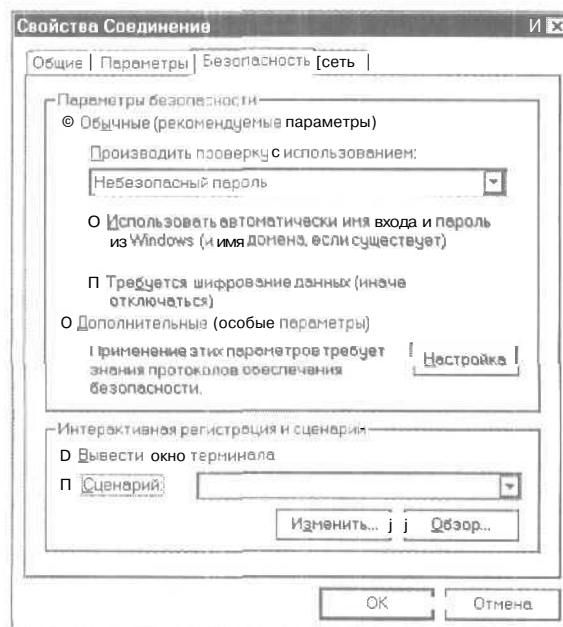 Свойства Соединение И
Общие | Параметры | Безопасность [сеть |
Параметры безопасности
© Обычные (рекомендуемые параметры)
Производить проверку с использованием:
Небезопасный пароль
О Использовать автоматически имя входа и пароль
из Windows (и имя домена, если существует)
П Требуется шифрование данных (иначе
отключаться)
О Дополнительные (особые параметры)
Применение этих параметров требует
знания протоколов обеспечения
безопасности.
Настройка
Интерактивная регистрация и сценарии
D Вывести окно терминала
П Сценарий:
Изменить... j j Обзор...
OK Отмена